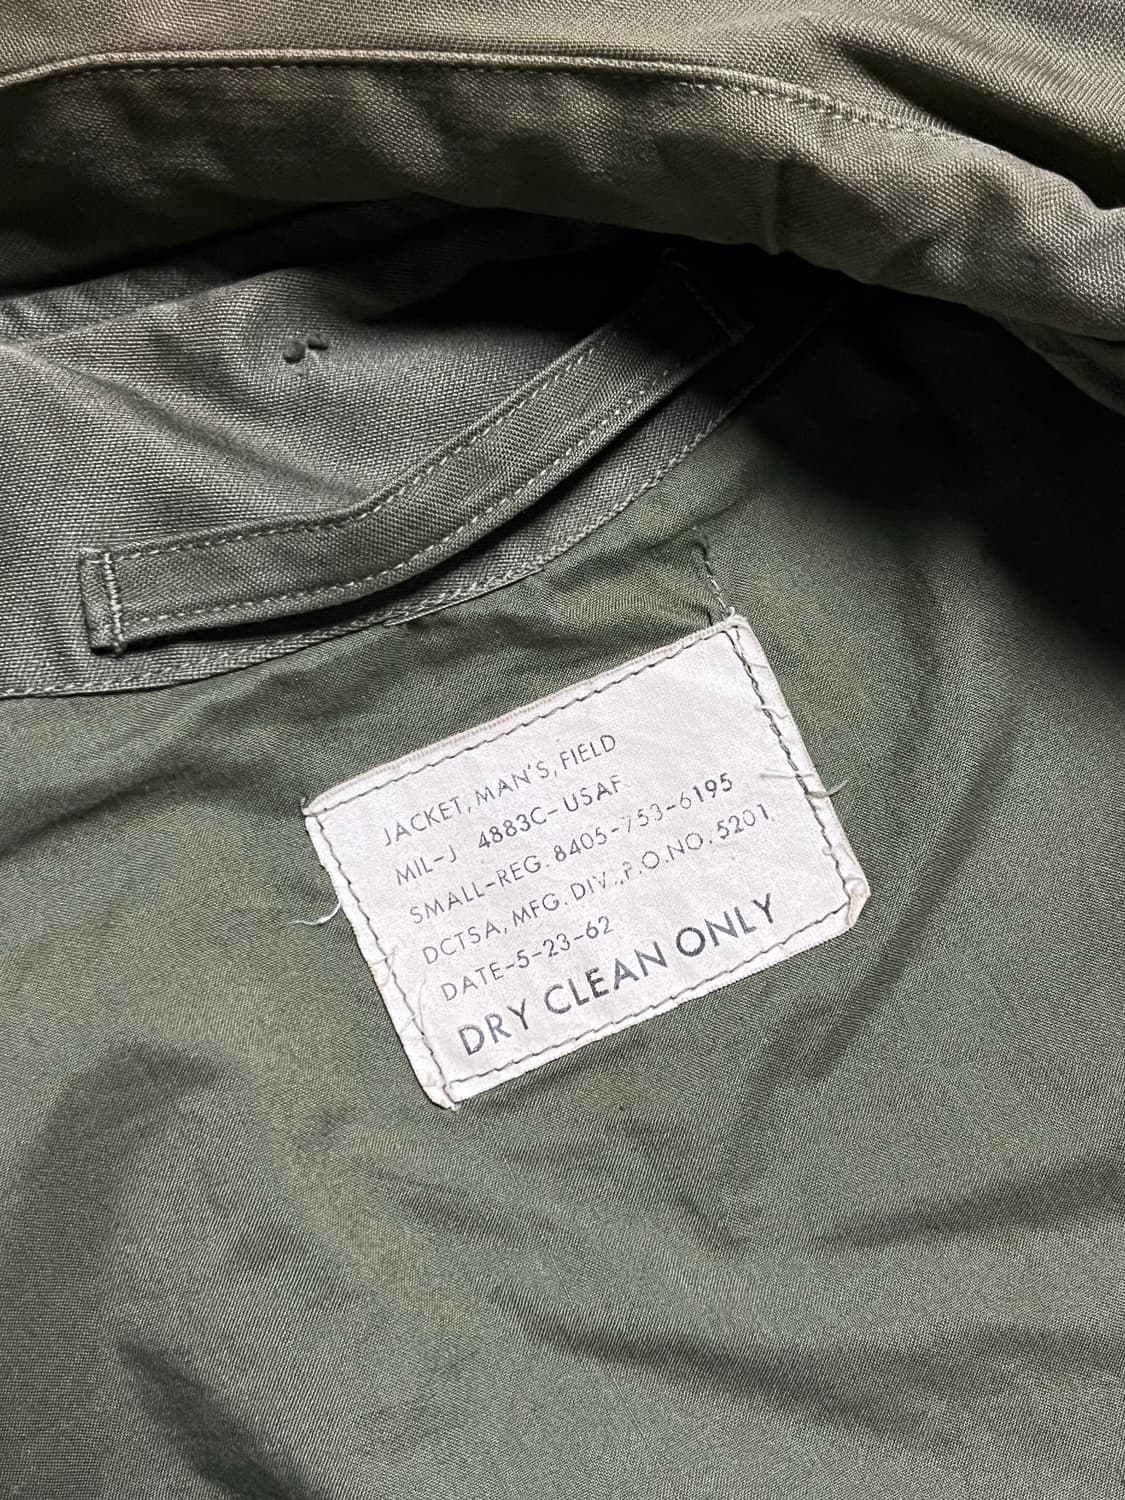 JACKET, MAN'S, FIELD
MIL-J 4883C-USAF
SMALL-REG. 8405-753-6195
DCTSA, MFG. DIV., P.O. NO. 5201
DATE-5-23-62
DRY CLEAN ONLY